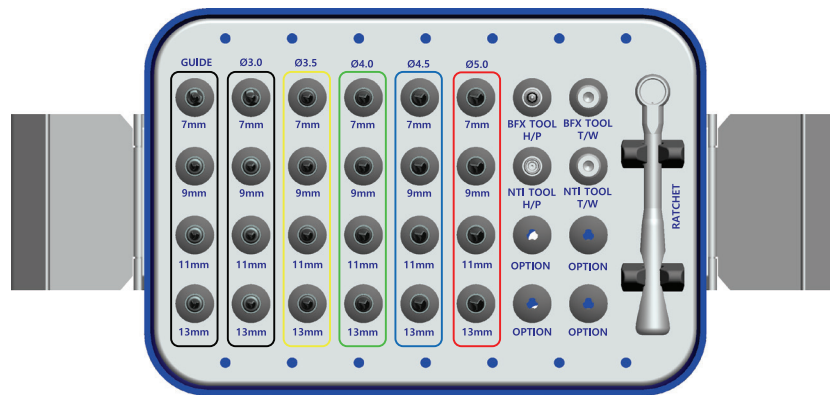 GUIDE Ø3.0 Ø3.5 Ø4.0 Ø4.5 Ø5.0
7mm 7mm 7mm 7mm 7mm 7mm BFX TOOL H/P BFX TOOL T/W
9mm 9mm 9mm 9mm 9mm 9mm NTI TOOL H/P NTI TOOL T/W
11mm 11mm 11mm 11mm 11mm 11mm OPTION OPTION
13mm 13mm 13mm 13mm 13mm 13mm OPTION OPTION
RATCHET